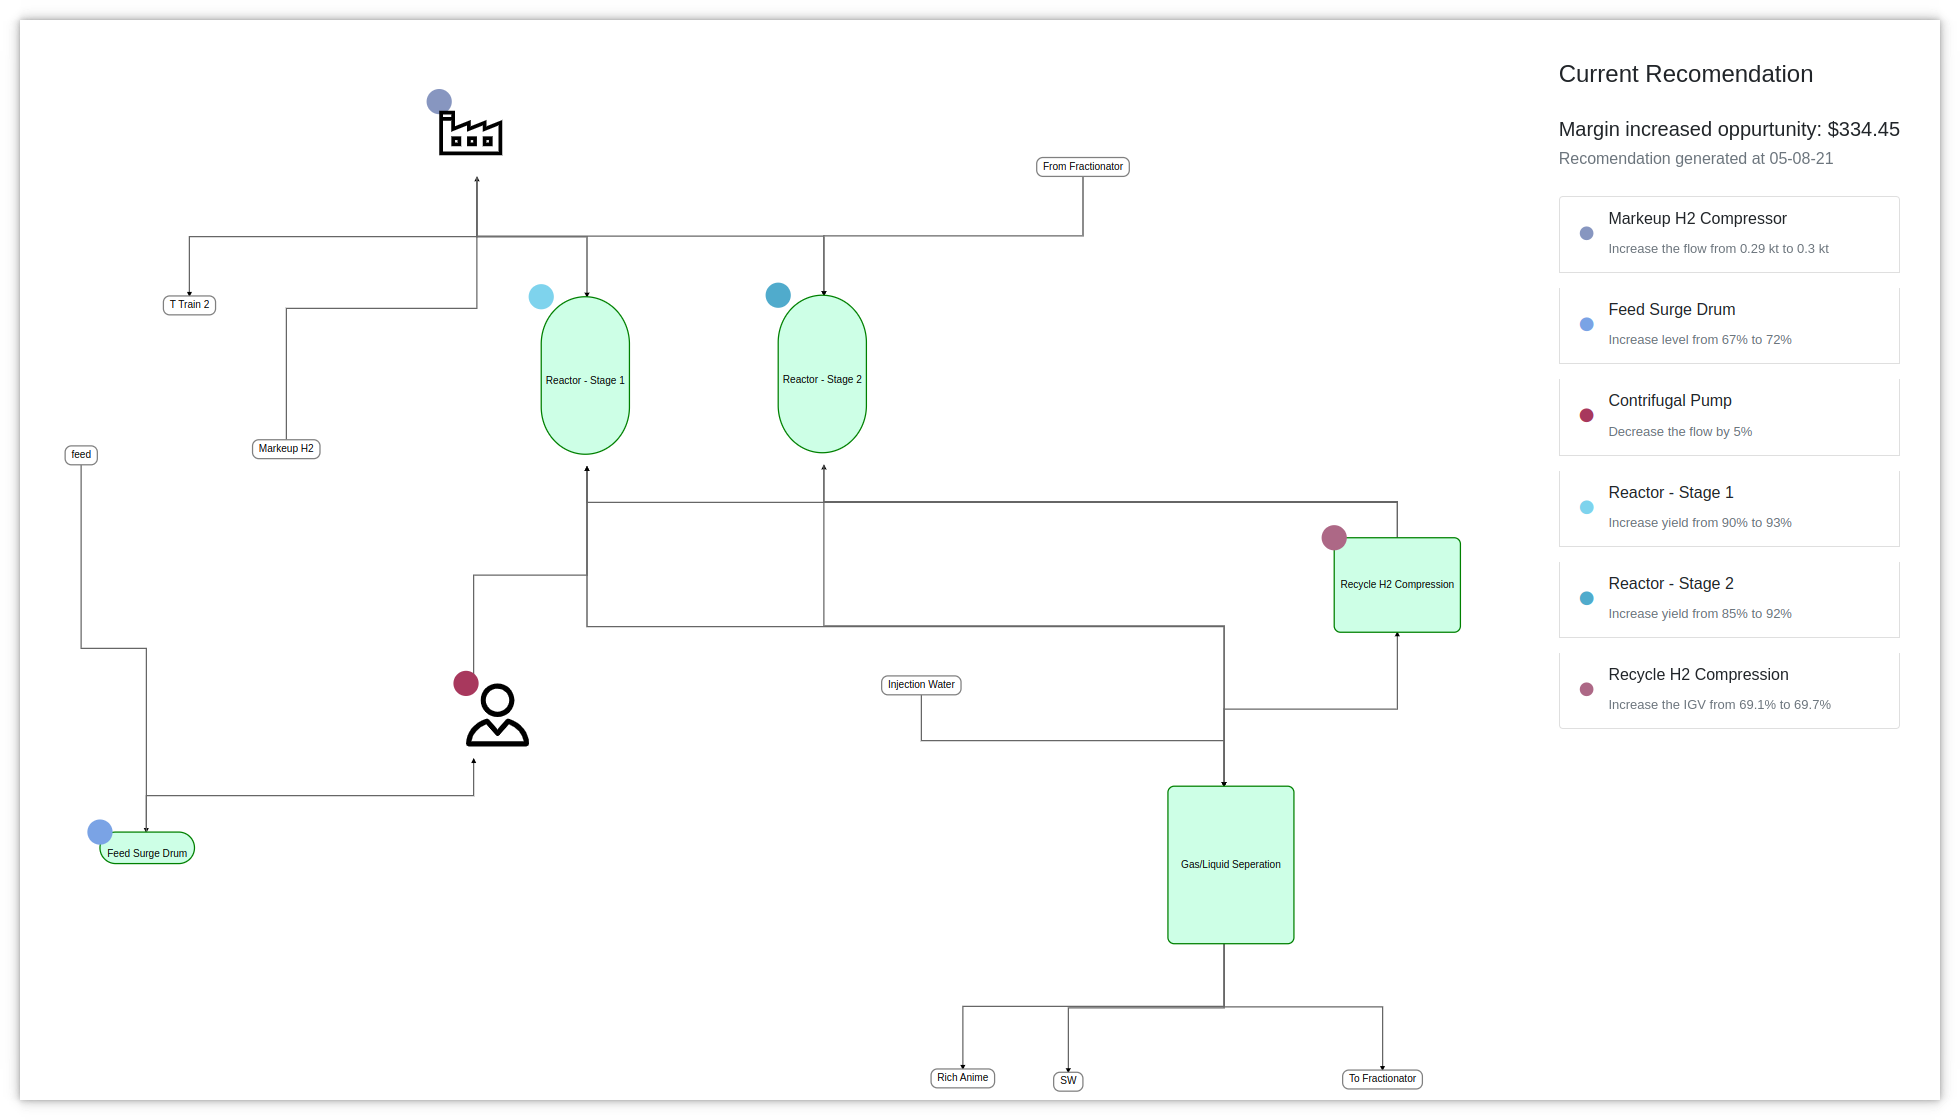 Current Recomendation
Margin increased oppurtunity: $334.45
Recomendation generated at 05-08-21
Markeup H2 Compressor
Increase the flow from 0.29 kt to 0.3 kt
Feed Surge Drum
Increase level from 67% to 72%
Contrifugal Pump
Decrease the flow by 5%
Reactor - Stage 1
Increase yield from 90% to 93%
Reactor - Stage 2
Increase yield from 85% to 92%
Recycle H2 Compression
Increase the IGV from 69.1% to 69.7%
From Fractionator
T Train 2
Reactor - Stage 1
Reactor - Stage 2
Markeup H2
feed
Recycle H2 Compression
Injection Water
Feed Surge Drum
Gas/Liquid Seperation
Rich Anime
SW
To Fractionator